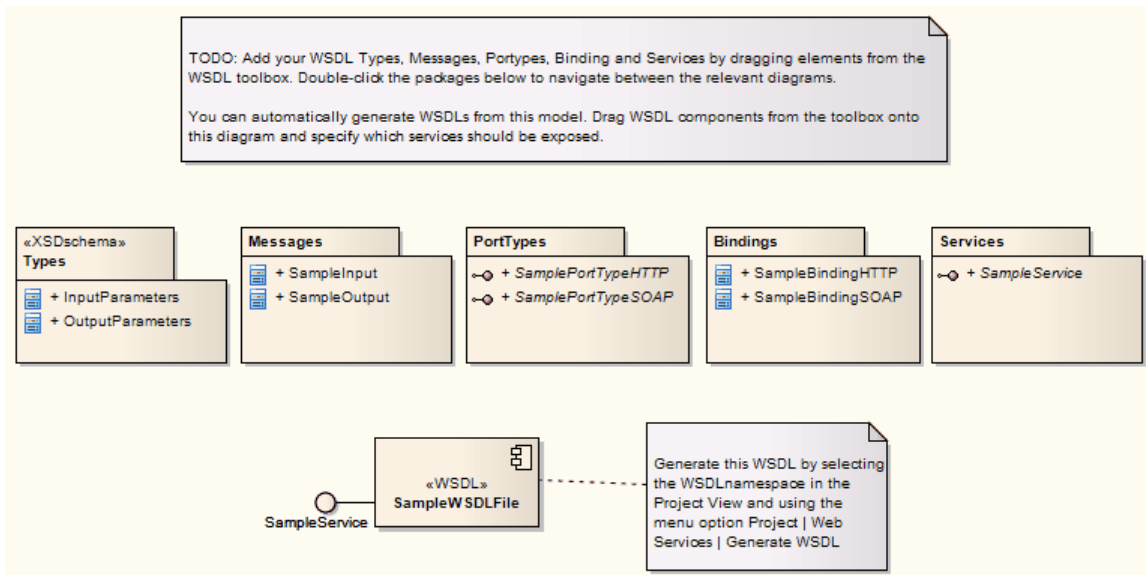 TODO: Add your WSDL Types, Messages, Portypes, Binding and Services by dragging elements from the
WSDL toolbox. Double-click the packages below to navigate between the relevant diagrams.
You can automatically generate WSDLs from this model. Drag WSDL components from the toolbox onto
this diagram and specify which services should be exposed.
«XSDschema»
Types
+ InputParameters
+ OutputParameters
Messages
+ SampleInput
+ SampleOutput
PortTypes
+ SamplePortTypeHTTP
+ SamplePortTypeSOAP
Bindings
+ SampleBindingHTTP
+ SampleBindingSOAP
Services
+ SampleService
SampleService
«WSDL»
SampleWSDLFile
Generate this WSDL by selecting
the WSDLnamespace in the
Project View and using the
menu option Project | Web
Services | Generate WSDL